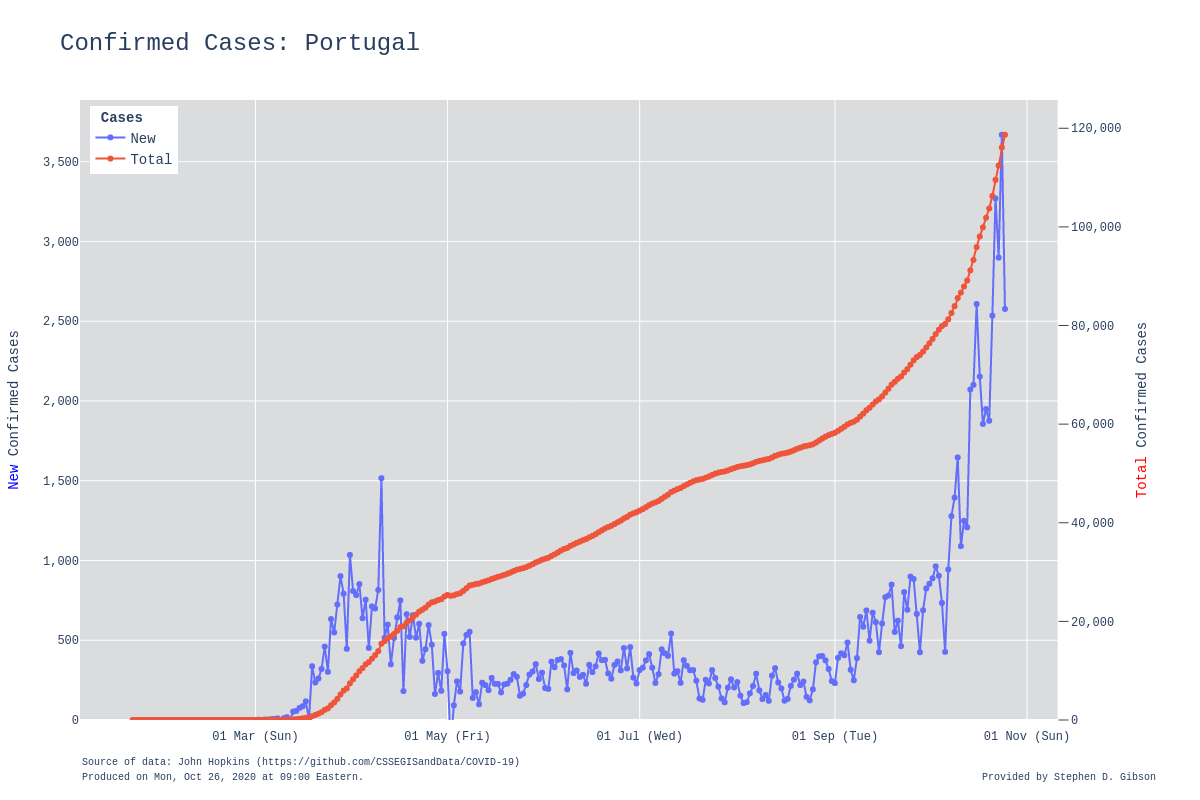 Confirmed Cases: Portugal
Cases
New
Total
3,500
3,000
2,500
2,000
1,500
1,000
500
0
120,000
100,000
80,000
60,000
40,000
20,000
0
New Confirmed Cases
Total Confirmed Cases
01 Mar (Sun)
01 May (Fri)
01 Jul (Wed)
01 Sep (Tue)
01 Nov (Sun)
Source of data: John Hopkins (https://github.com/CSSEGISandData/COVID-19)
Produced on Mon, Oct 26, 2020 at 09:00 Eastern.
Provided by Stephen D. Gibson